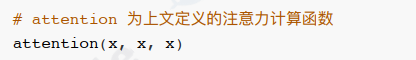 # attention 为上文定义的注意力计算函数
attention(x, x, x)